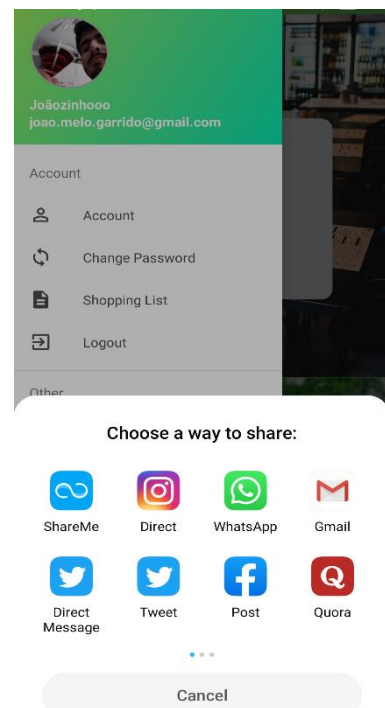 Joãozinhooo
joao.melo.garrido@gmail.com
Account
Account
Change Password
Shopping List
Logout
Other
Choose a way to share:
ShareMe
Direct
WhatsApp
Gmail
Direct
Message
Tweet
Post
Quora
Cancel